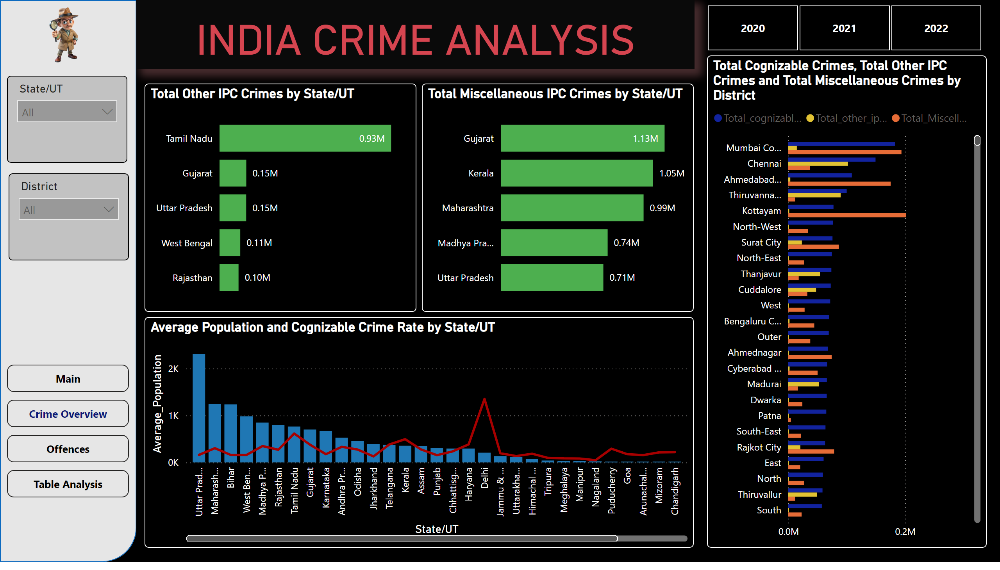 INDIA CRIME ANALYSIS
2020
2021
2022
State/UT
All
District
All
Main
Crime Overview
Offences
Table Analysis
Total Other IPC Crimes by State/UT
Tamil Nadu 0.93M
Gujarat 0.15M
Uttar Pradesh 0.15M
West Bengal 0.11M
Rajasthan 0.10M
Total Miscellaneous IPC Crimes by State/UT
Gujarat 1.13M
Kerala 1.05M
Maharashtra 0.99M
Madhya Pra... 0.74M
Uttar Pradesh 0.71M
Average Population and Cognizable Crime Rate by State/UT
Average_Population
2K
1K
0K
Uttar Prad...
Maharash...
Bihar
West Ben...
Madhya P...
Rajasthan
Tamil Nadu
Gujarat
Karnataka
Andhra Pr...
Odisha
Jharkhand
Telangana
Kerala
Assam
Punjab
Chhattisg...
Haryana
Delhi
Jammu & ...
Uttarakha...
Himachal ...
Tripura
Meghalaya
Manipur
Nagaland
Puducherry
Goa
Arunachal...
Mizoram
Chandigarh
State/UT
Total Cognizable Crimes, Total Other IPC
Crimes and Total Miscellaneous Crimes by
District
Total_cognizabl... Total_other_ip... Total_Miscell...
Mumbai Co...
Chennai
Ahmedabad...
Thiruvanna...
Kottayam
North-West
Surat City
North-East
Thanjavur
Cuddalore
West
Bengaluru C...
Outer
Ahmednagar
Cyberabad ...
Madurai
Dwarka
Patna
South-East
Rajkot City
East
North
Thiruvallur
South
0.0M 0.2M